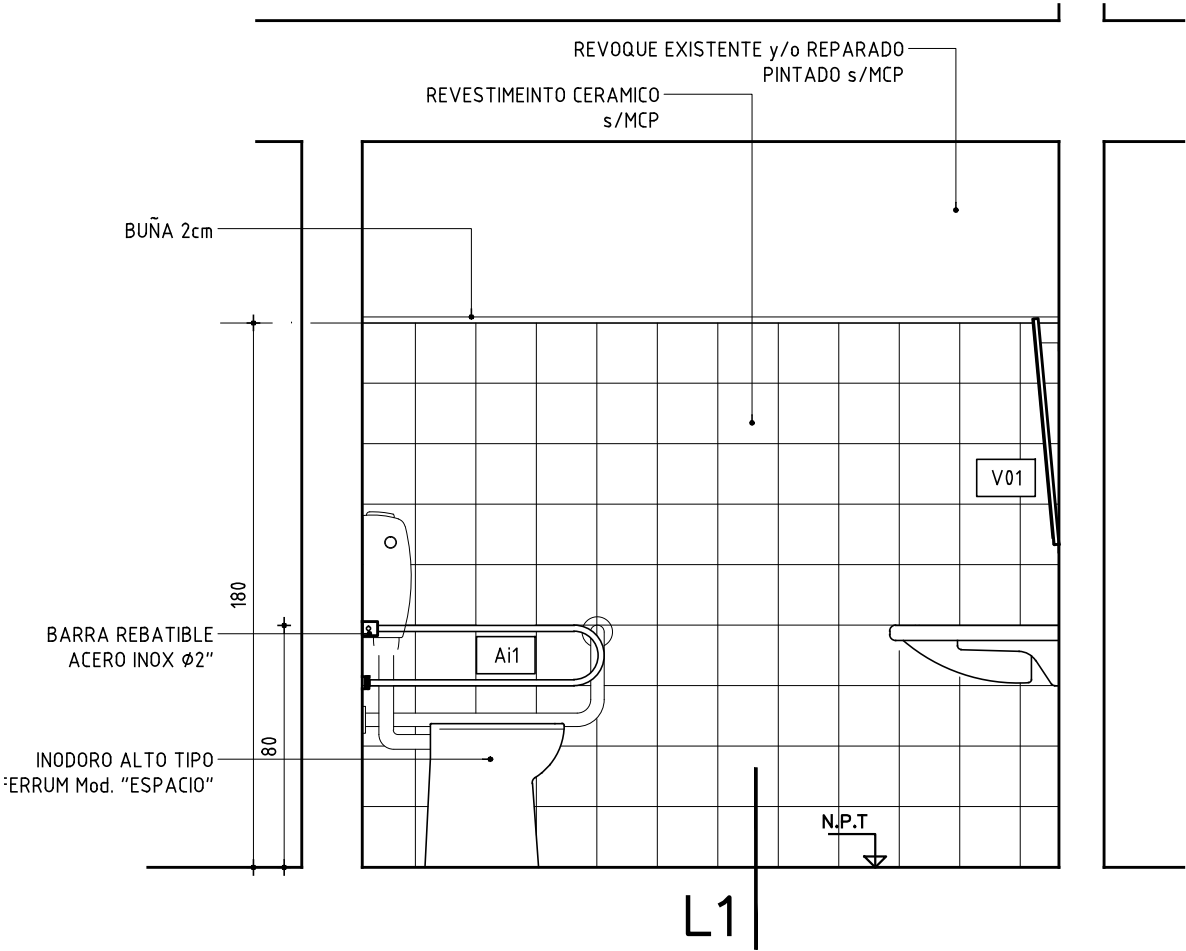 REVOQUE EXISTENTE y/o REPARADO
PINTADO s/MCP
REVESTIMEINTO CERAMICO
s/MCP
BUÑA 2cm
V01
180
BARRA REBATIBLE
ACERO INOX Ø2"
Ai1
80
INODORO ALTO TIPO
FERRUM Mod. "ESPACIO"
N.P.T
L1